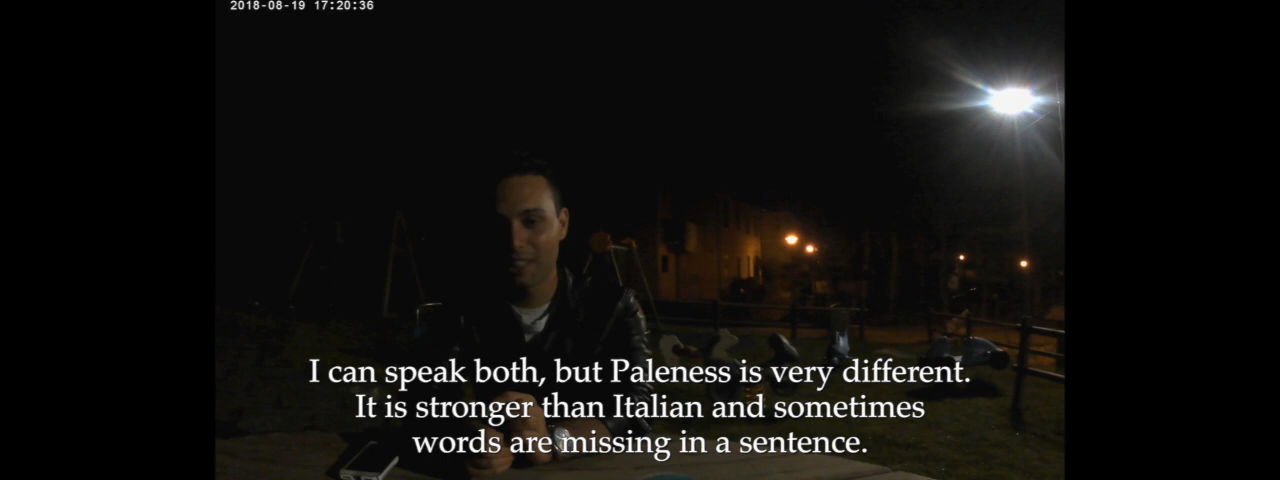 2018-08-19 17:20:36
I can speak both, but Paleness is very different.
It is stronger than Italian and sometimes
words are missing in a sentence.